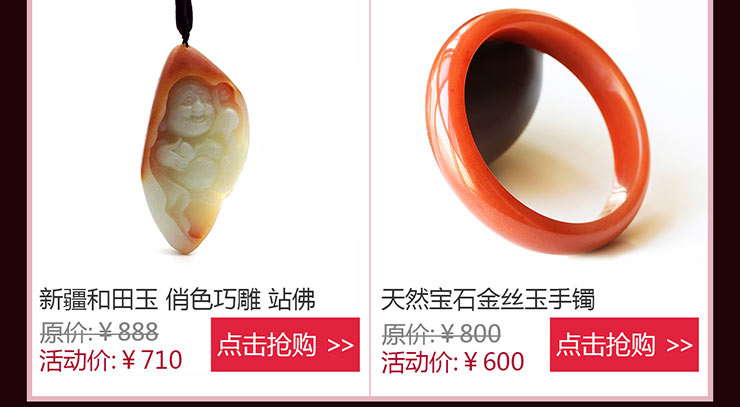 新疆和田玉 俏色巧雕 站佛
原价:¥888
活动价:¥710
点击抢购 >>
天然宝石金丝玉手镯
原价:¥800
活动价:¥600
点击抢购 >>